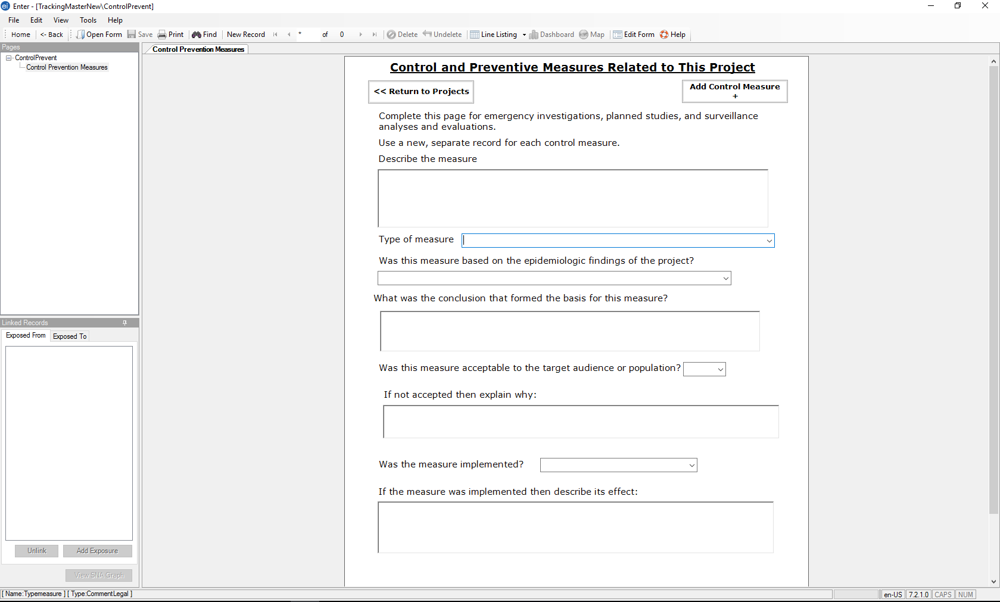 ei Enter - [TrackingMasterNew\ControlPrevent]
File Edit View Tools Help
Home <- Back Open Form Save Print Find New Record * of 0 Delete Undelete Line Listing Dashboard Map Edit Form Help
Pages
ControlPrevent
Control Prevention Measures
Linked Records
Exposed From Exposed To
Unlink Add Exposure
View SNA Graph
Control Prevention Measures
Control and Preventive Measures Related to This Project
<< Return to Projects
Add Control Measure
+
Complete this page for emergency investigations, planned studies, and surveillance
analyses and evaluations.
Use a new, separate record for each control measure.
Describe the measure
Type of measure
Was this measure based on the epidemiologic findings of the project?
What was the conclusion that formed the basis for this measure?
Was this measure acceptable to the target audience or population?
If not accepted then explain why:
Was the measure implemented?
If the measure was implemented then describe its effect:
[ Name:Typemeasure ] [ Type:CommentLegal ] en-US 7.2.1.0 CAPS NUM